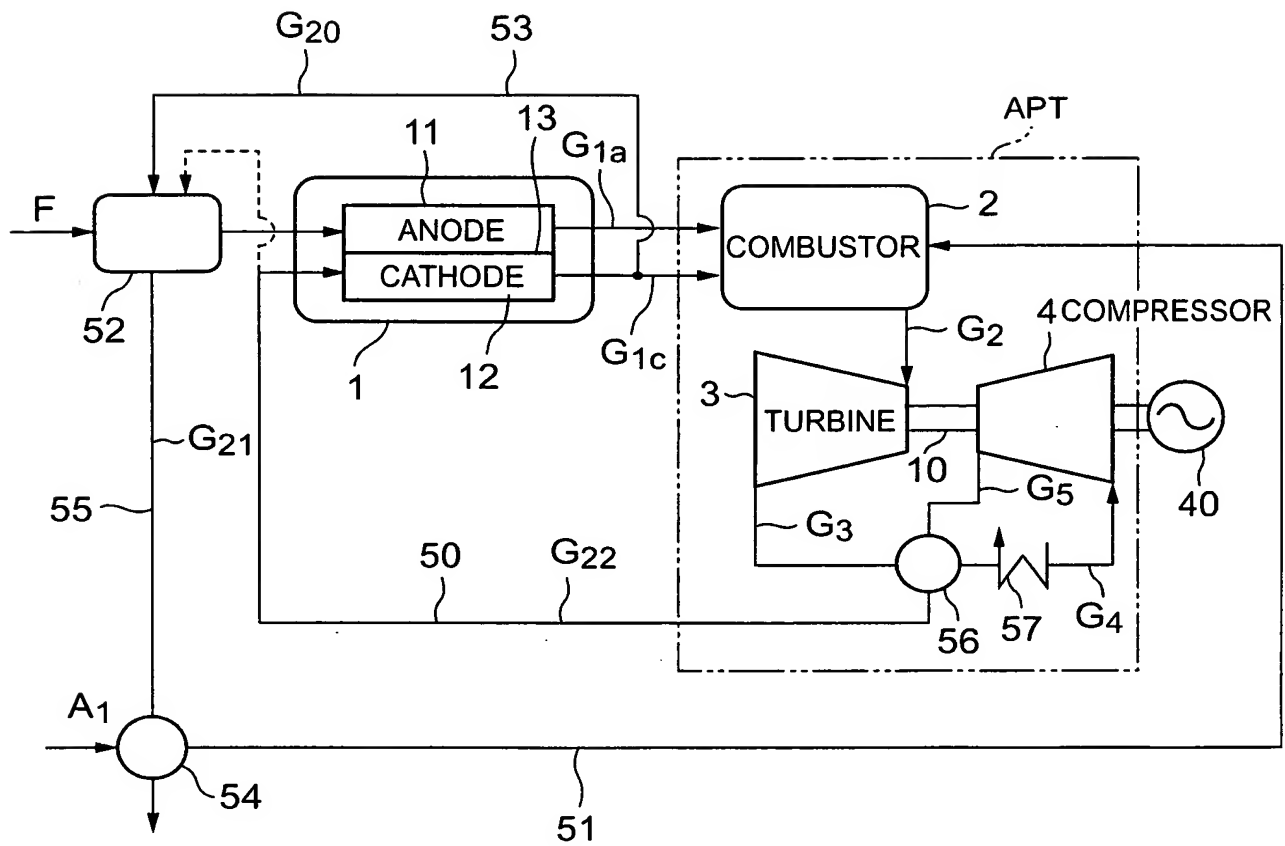 G20
53
APT
11
13
G1a
2
F
ANODE
COMBUSTOR
CATHODE
52
1
12
G1c
G2
4 COMPRESSOR
3
TURBINE
10
40
G21
55
G5
G3
50
G22
56
57
G4
A1
54
51